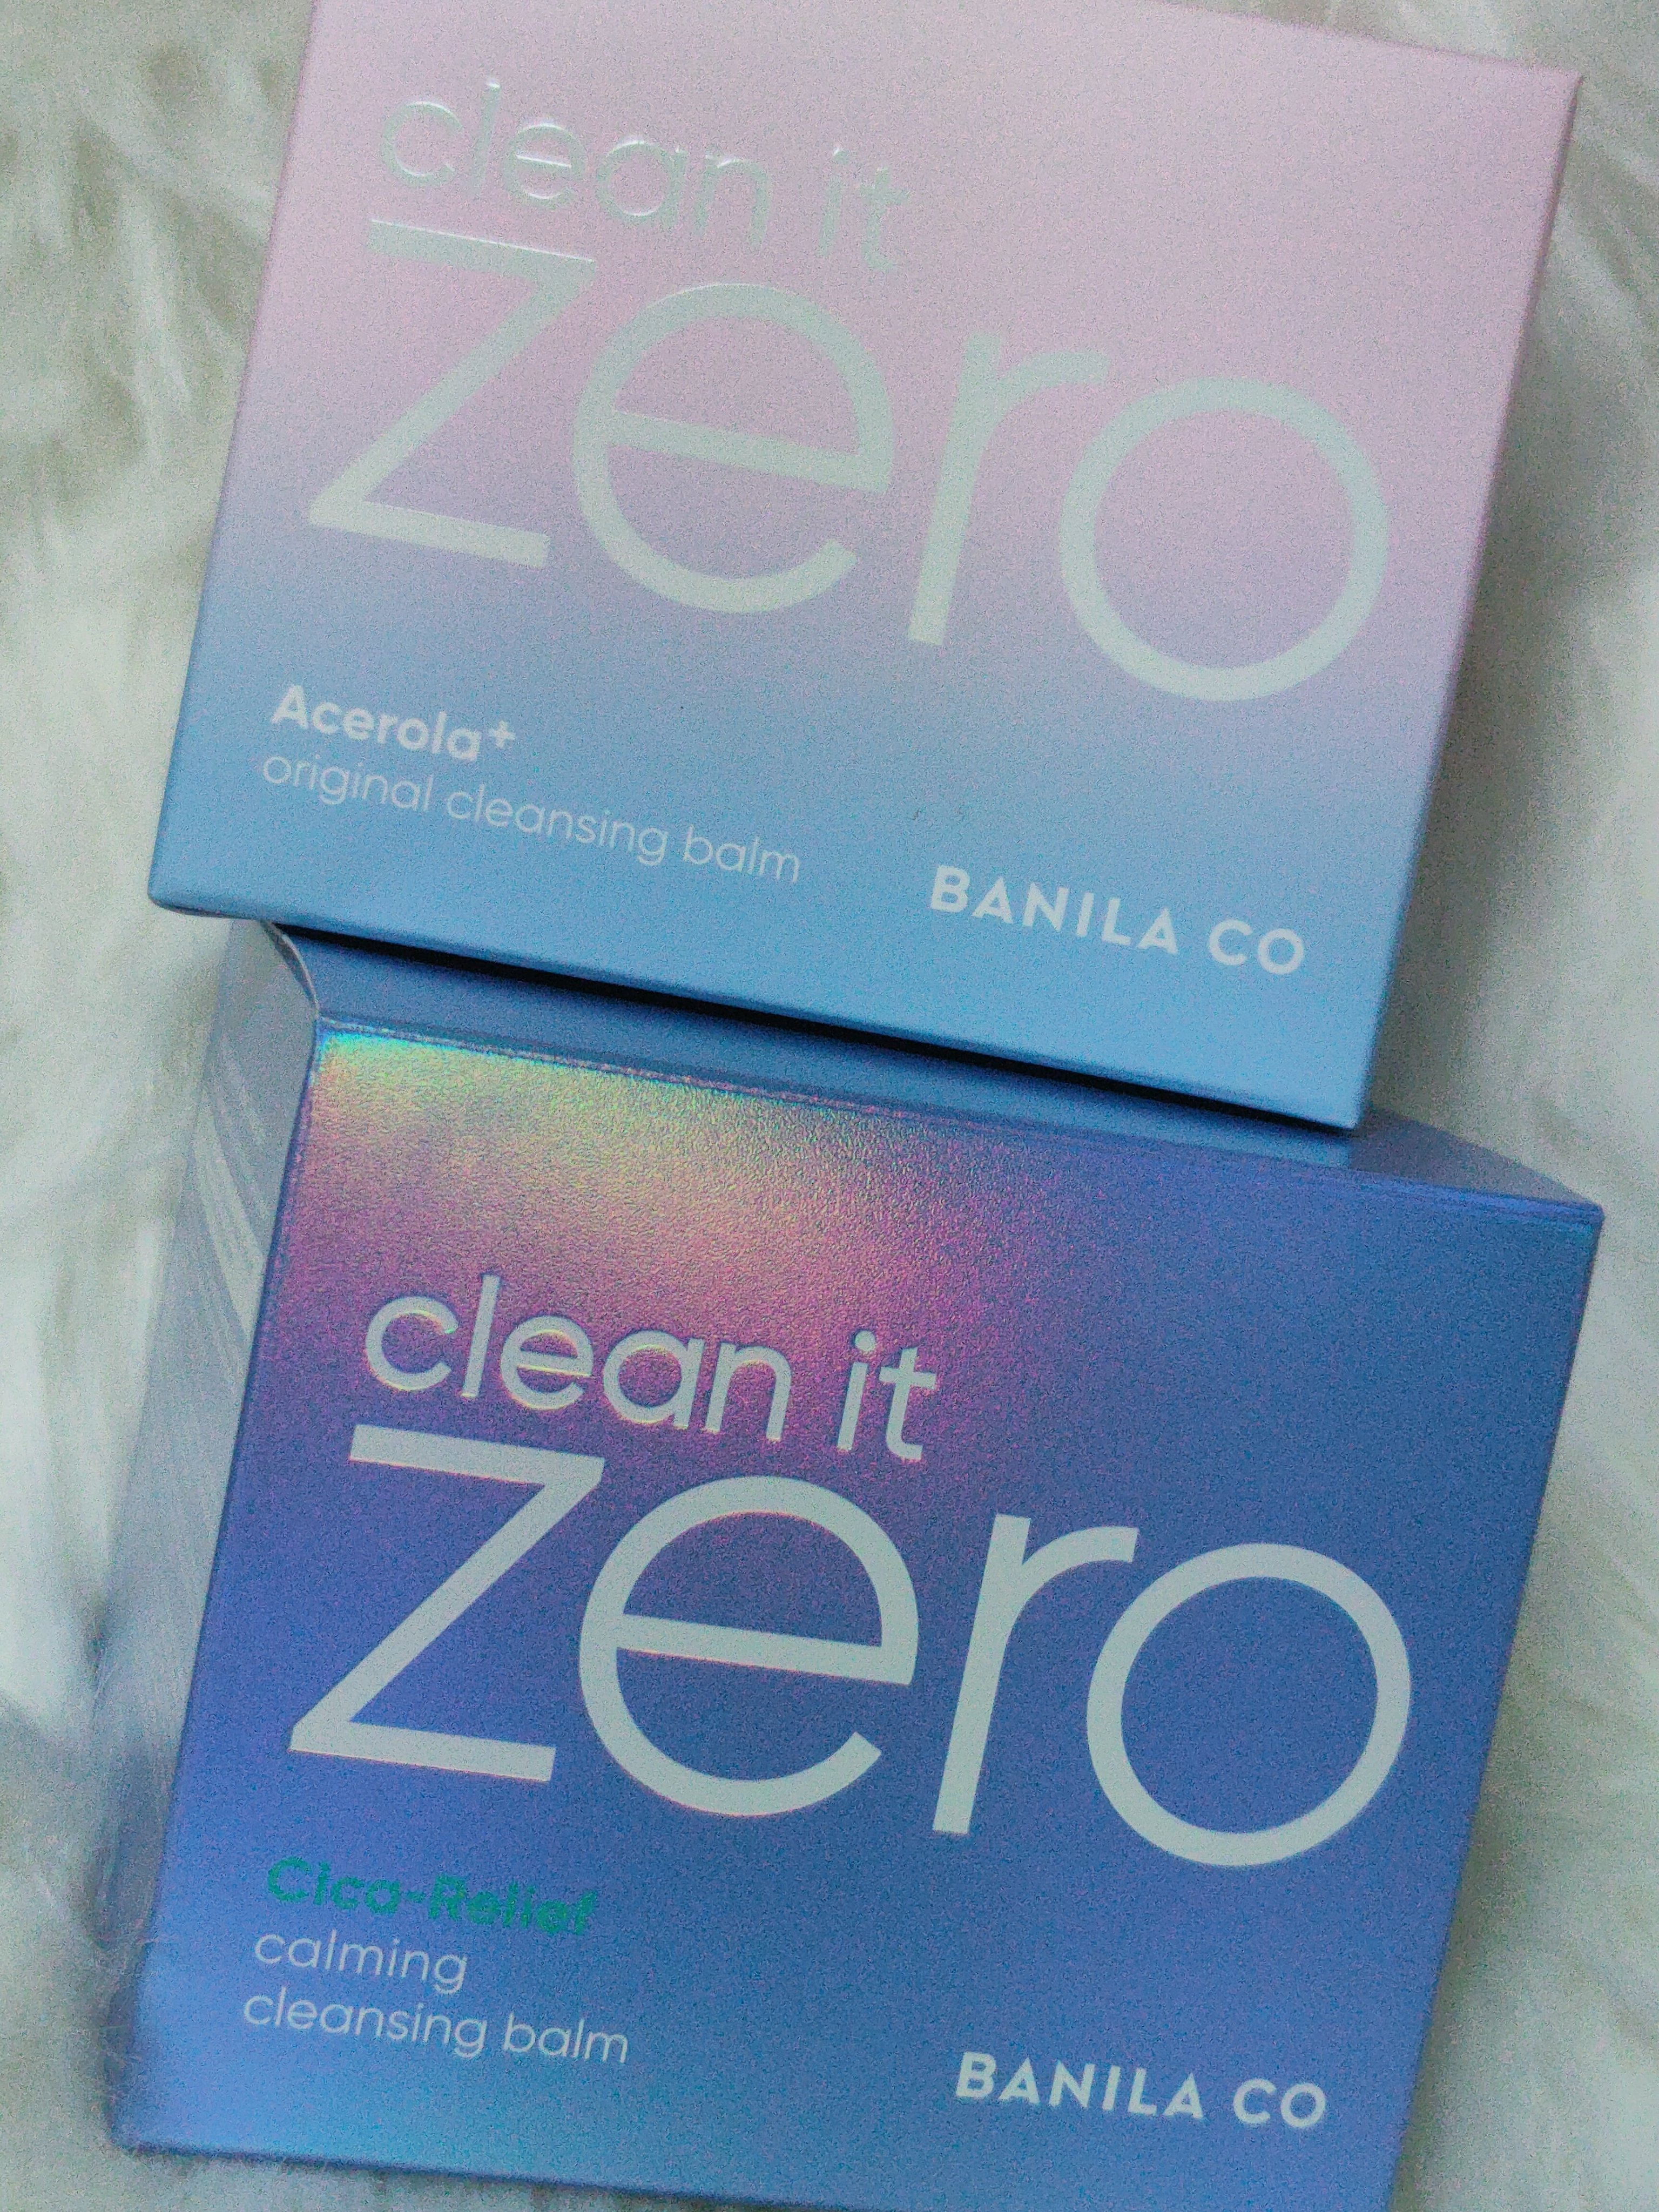 clean it
zero
Acerola+
original cleansing balm
BANILA CO
clean it
zero
Cica-Relief
calming
cleansing balm
BANILA CO